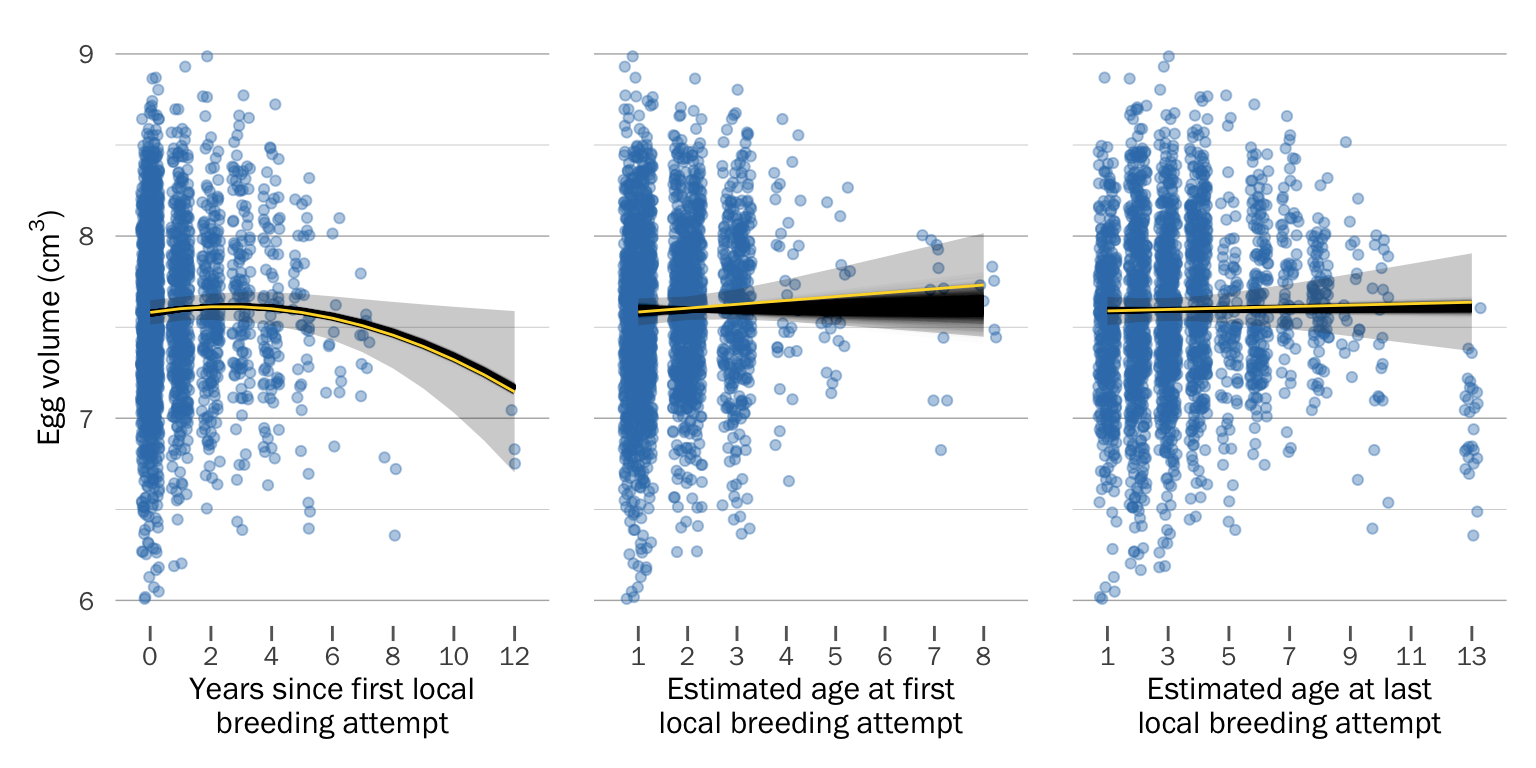 Egg volume (cm³)
9
8
7
6
0 2 4 6 8 10 12
Years since first local
breeding attempt
1 2 3 4 5 6 7 8
Estimated age at first
local breeding attempt
1 3 5 7 9 11 13
Estimated age at last
local breeding attempt